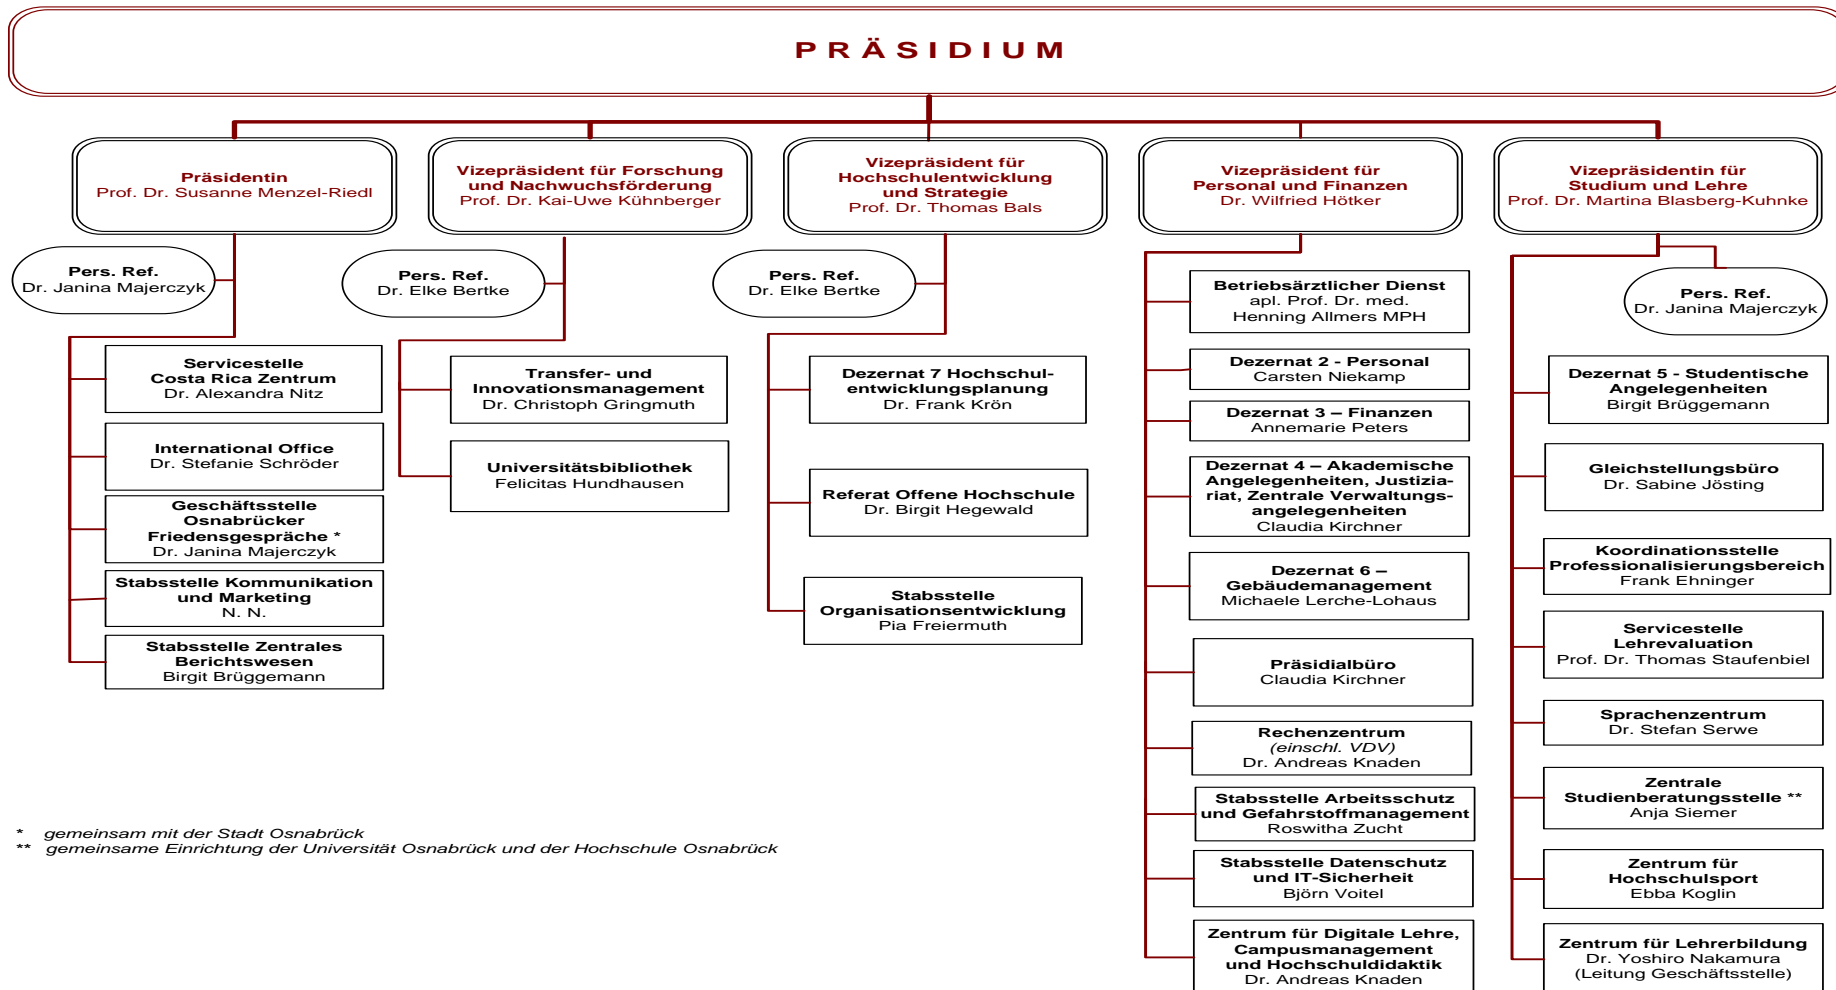 PRÄSIDIUM
Präsidentin
Prof. Dr. Susanne Menzel-Riedl
Pers. Ref.
Dr. Janina Majerczyk
Servicestelle
Costa Rica Zentrum
Dr. Alexandra Nitz
International Office
Dr. Stefanie Schröder
Geschäftsstelle
Osnabrücker
Friedensgespräche *
Dr. Janina Majerczyk
Stabsstelle Kommunikation
und Marketing
N. N.
Stabsstelle Zentrales
Berichtswesen
Birgit Brüggemann
Vizepräsident für Forschung
und Nachwuchsförderung
Prof. Dr. Kai-Uwe Kühnberger
Pers. Ref.
Dr. Elke Bertke
Transfer- und
Innovationsmanagement
Dr. Christoph Gringmuth
Universitätsbibliothek
Felicitas Hundhausen
Vizepräsident für
Hochschulentwicklung
und Strategie
Prof. Dr. Thomas Bals
Pers. Ref.
Dr. Elke Bertke
Dezernat 7 Hochschul-
entwicklungsplanung
Dr. Frank Krön
Referat Offene Hochschule
Dr. Birgit Hegewald
Stabsstelle
Organisationsentwicklung
Pia Freiermuth
Vizepräsident für
Personal und Finanzen
Dr. Wilfried Hötker
Betriebsärztlicher Dienst
apl. Prof. Dr. med.
Henning Allmers MPH
Dezernat 2 - Personal
Carsten Niekamp
Dezernat 3 – Finanzen
Annemarie Peters
Dezernat 4 – Akademische
Angelegenheiten, Justizia-
riat, Zentrale Verwaltungs-
angelegenheiten
Claudia Kirchner
Dezernat 6 –
Gebäudemanagement
Michaele Lerche-Lohaus
Präsidialbüro
Claudia Kirchner
Rechenzentrum
(einschl. VDV)
Dr. Andreas Knaden
Stabsstelle Arbeitsschutz
und Gefahrstoffmanagement
Roswitha Zucht
Stabsstelle Datenschutz
und IT-Sicherheit
Björn Voitel
Zentrum für Digitale Lehre,
Campusmanagement
und Hochschuldidaktik
Dr. Andreas Knaden
Vizepräsidentin für
Studium und Lehre
Prof. Dr. Martina Blasberg-Kuhnke
Pers. Ref.
Dr. Janina Majerczyk
Dezernat 5 - Studentische
Angelegenheiten
Birgit Brüggemann
Gleichstellungsbüro
Dr. Sabine Jösting
Koordinationsstelle
Professionalisierungsbereich
Frank Ehninger
Servicestelle
Lehrevaluation
Prof. Dr. Thomas Staufenbiel
Sprachenzentrum
Dr. Stefan Serwe
Zentrale
Studienberatungsstelle **
Anja Siemer
Zentrum für
Hochschulsport
Ebba Koglin
Zentrum für Lehrerbildung
Dr. Yoshiro Nakamura
(Leitung Geschäftsstelle)
* gemeinsam mit der Stadt Osnabrück
** gemeinsame Einrichtung der Universität Osnabrück und der Hochschule Osnabrück